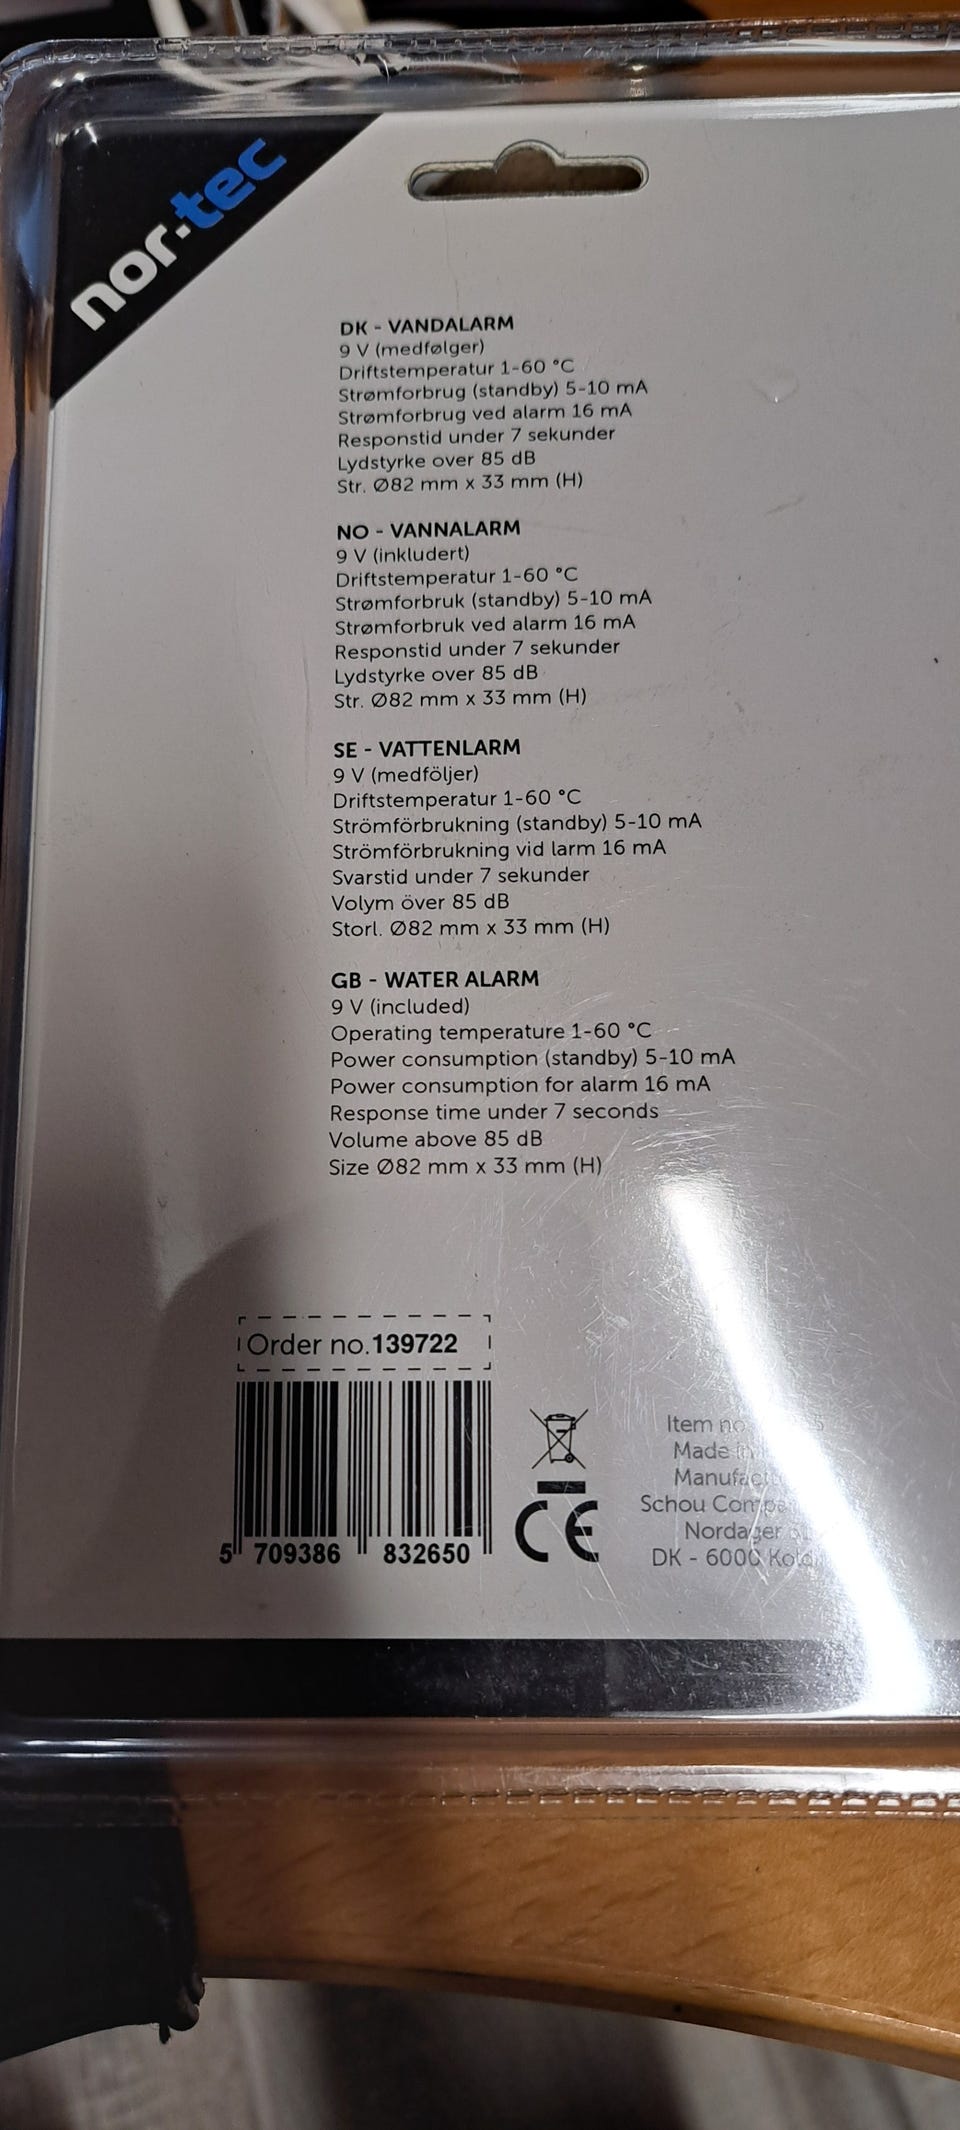 nor-tec
DK - VANDALARM
9 V (medfølger)
Driftstemperatur 1-60 °C
Strømforbrug (standby) 5-10 mA
Strømforbrug ved alarm 16 mA
Responstid under 7 sekunder
Lydstyrke over 85 dB
Str. Ø82 mm x 33 mm (H)
NO - VANNALARM
9 V (inkludert)
Driftstemperatur 1-60 °C
Strømforbruk (standby) 5-10 mA
Strømforbruk ved alarm 16 mA
Responstid under 7 sekunder
Lydstyrke over 85 dB
Str. Ø82 mm x 33 mm (H)
SE - VATTENLARM
9 V (medföljer)
Driftstemperatur 1-60 °C
Strömförbrukning (standby) 5-10 mA
Strömförbrukning vid larm 16 mA
Svarstid under 7 sekunder
Volym över 85 dB
Storl. Ø82 mm x 33 mm (H)
GB - WATER ALARM
9 V (included)
Operating temperature 1-60 °C
Power consumption (standby) 5-10 mA
Power consumption for alarm 16 mA
Response time under 7 seconds
Volume above 85 dB
Size Ø82 mm x 33 mm (H)
Order no. 139722
5 709386 832650
CE
Item no
Made in
Schou
Nordager
DK - 6000